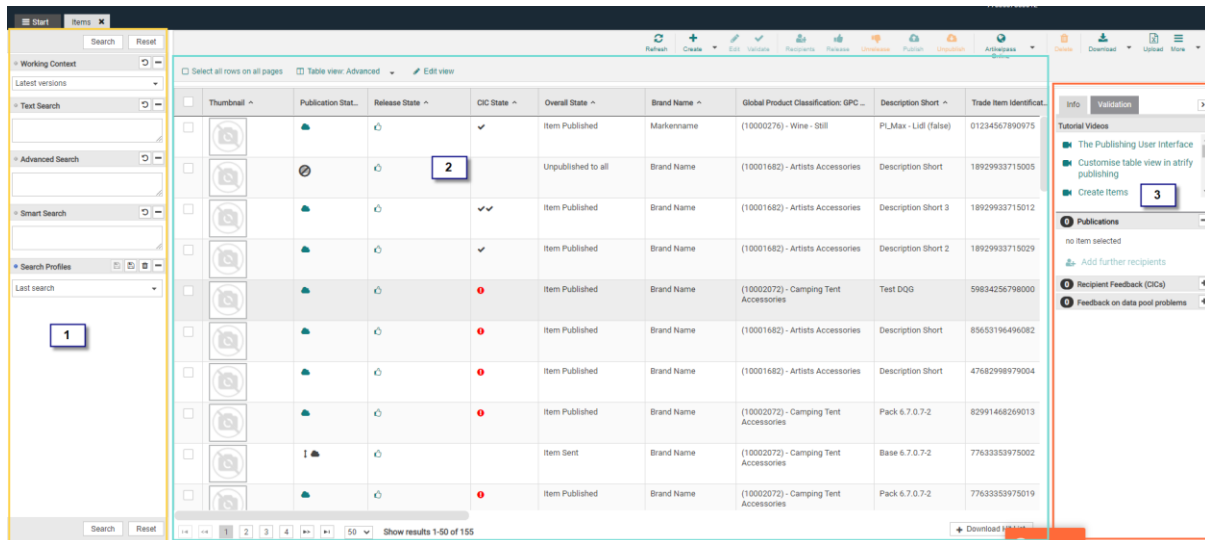 Start Items
Search Reset
Refresh Create Edit Validate Recipients Release Unrelease Publish Unpublish Artikelpass Online Delete Download Upload More
Working Context
Latest versions
Text Search
Advanced Search
Smart Search
Search Profiles
Last search
1
Search Reset
Select all rows on all pages Table view: Advanced Edit view
Thumbnail Publication Stat... Release State CIC State Overall State Brand Name Global Product Classification: GPC ... Description Short Trade Item Identificat...
Item Published Markenname (10000276) - Wine - Still PI_Max - Lidl (false) 01234567890975
2
Unpublished to all Brand Name (10001682) - Artists Accessories Description Short 18929933715005
Item Published Brand Name (10001682) - Artists Accessories Description Short 3 18929933715012
Item Published Brand Name (10001682) - Artists Accessories Description Short 2 18929933715029
Item Published Brand Name (10002072) - Camping Tent Accessories Test DQG 59834256798000
Item Published Brand Name (10001682) - Artists Accessories Description Short 85653196496082
Item Published Brand Name (10001682) - Artists Accessories Description Short 47682998979004
Item Published Brand Name (10002072) - Camping Tent Accessories Pack 6.7.0.7-2 82991468269013
Item Sent Brand Name (10002072) - Camping Tent Accessories Base 6.7.0.7-2 77633353975002
Item Published Brand Name (10002072) - Camping Tent Accessories Pack 6.7.0.7-2 77633353975019
1 2 3 4 50 Show results 1-50 of 155
Download Hit List
Info Validation
Tutorial Videos
The Publishing User Interface
Customise table view in atrify
publishing
Create Items
3
0 Publications
no item selected
Add further recipients
0 Recipient Feedback (CICs)
0 Feedback on data pool problems